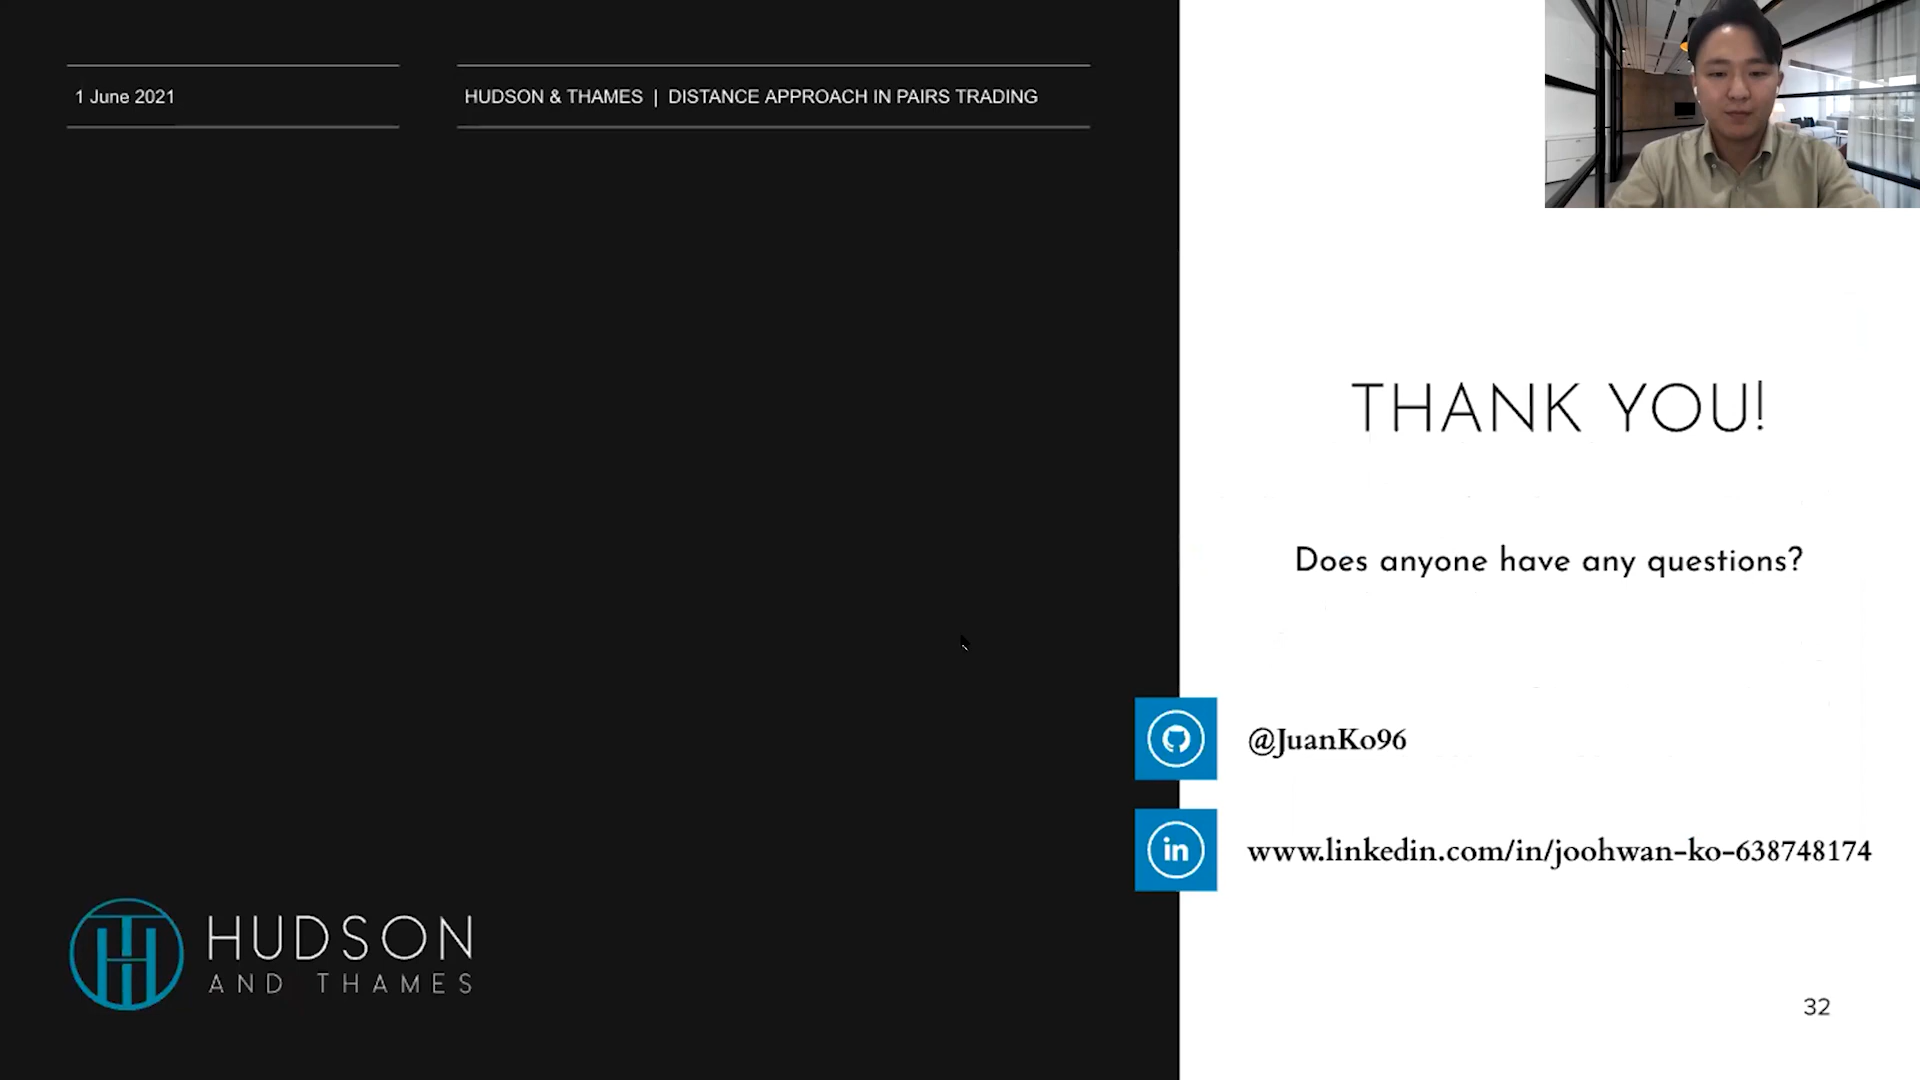 1 June 2021
HUDSON & THAMES | DISTANCE APPROACH IN PAIRS TRADING
THANK YOU!
Does anyone have any questions?
@JuanKo96
in
www.linkedin.com/in/joohwan-ko-638748174
HUDSON
AND THAMES
32